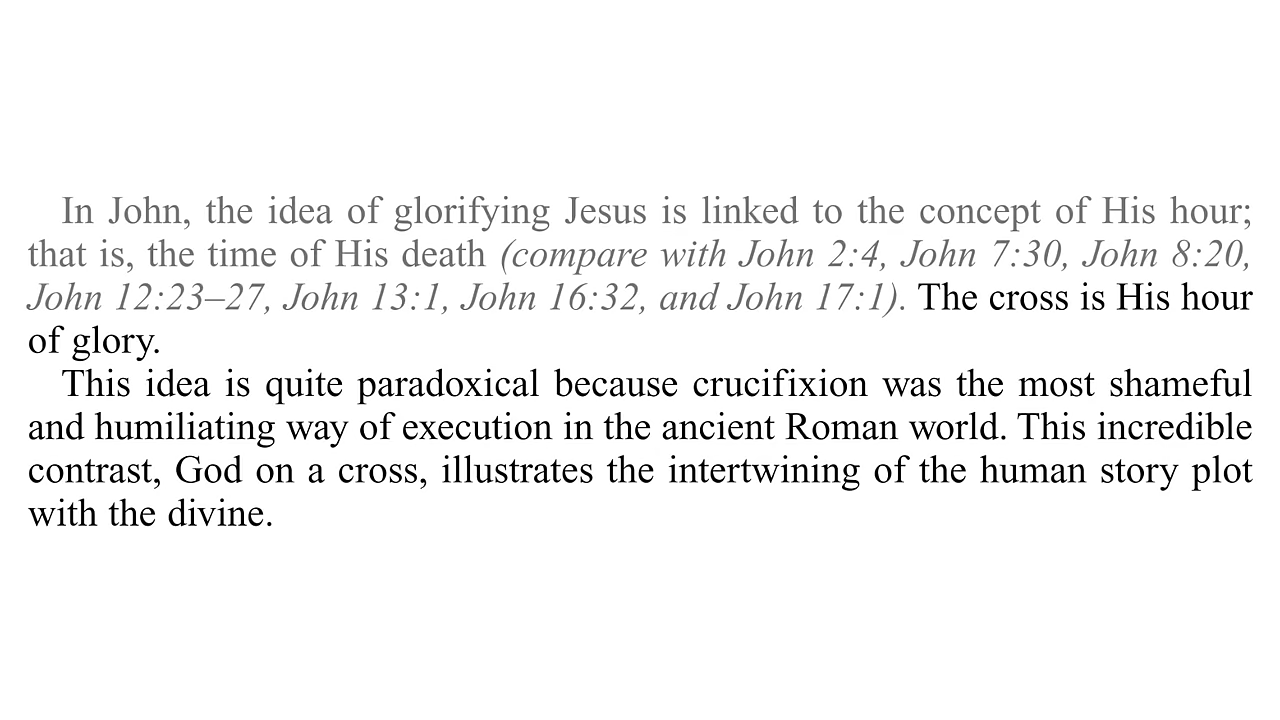 In John, the idea of glorifying Jesus is linked to the concept of His hour;
that is, the time of His death (compare with John 2:4, John 7:30, John 8:20,
John 12:23–27, John 13:1, John 16:32, and John 17:1). The cross is His hour
of glory.
This idea is quite paradoxical because crucifixion was the most shameful
and humiliating way of execution in the ancient Roman world. This incredible
contrast, God on a cross, illustrates the intertwining of the human story plot
with the divine.